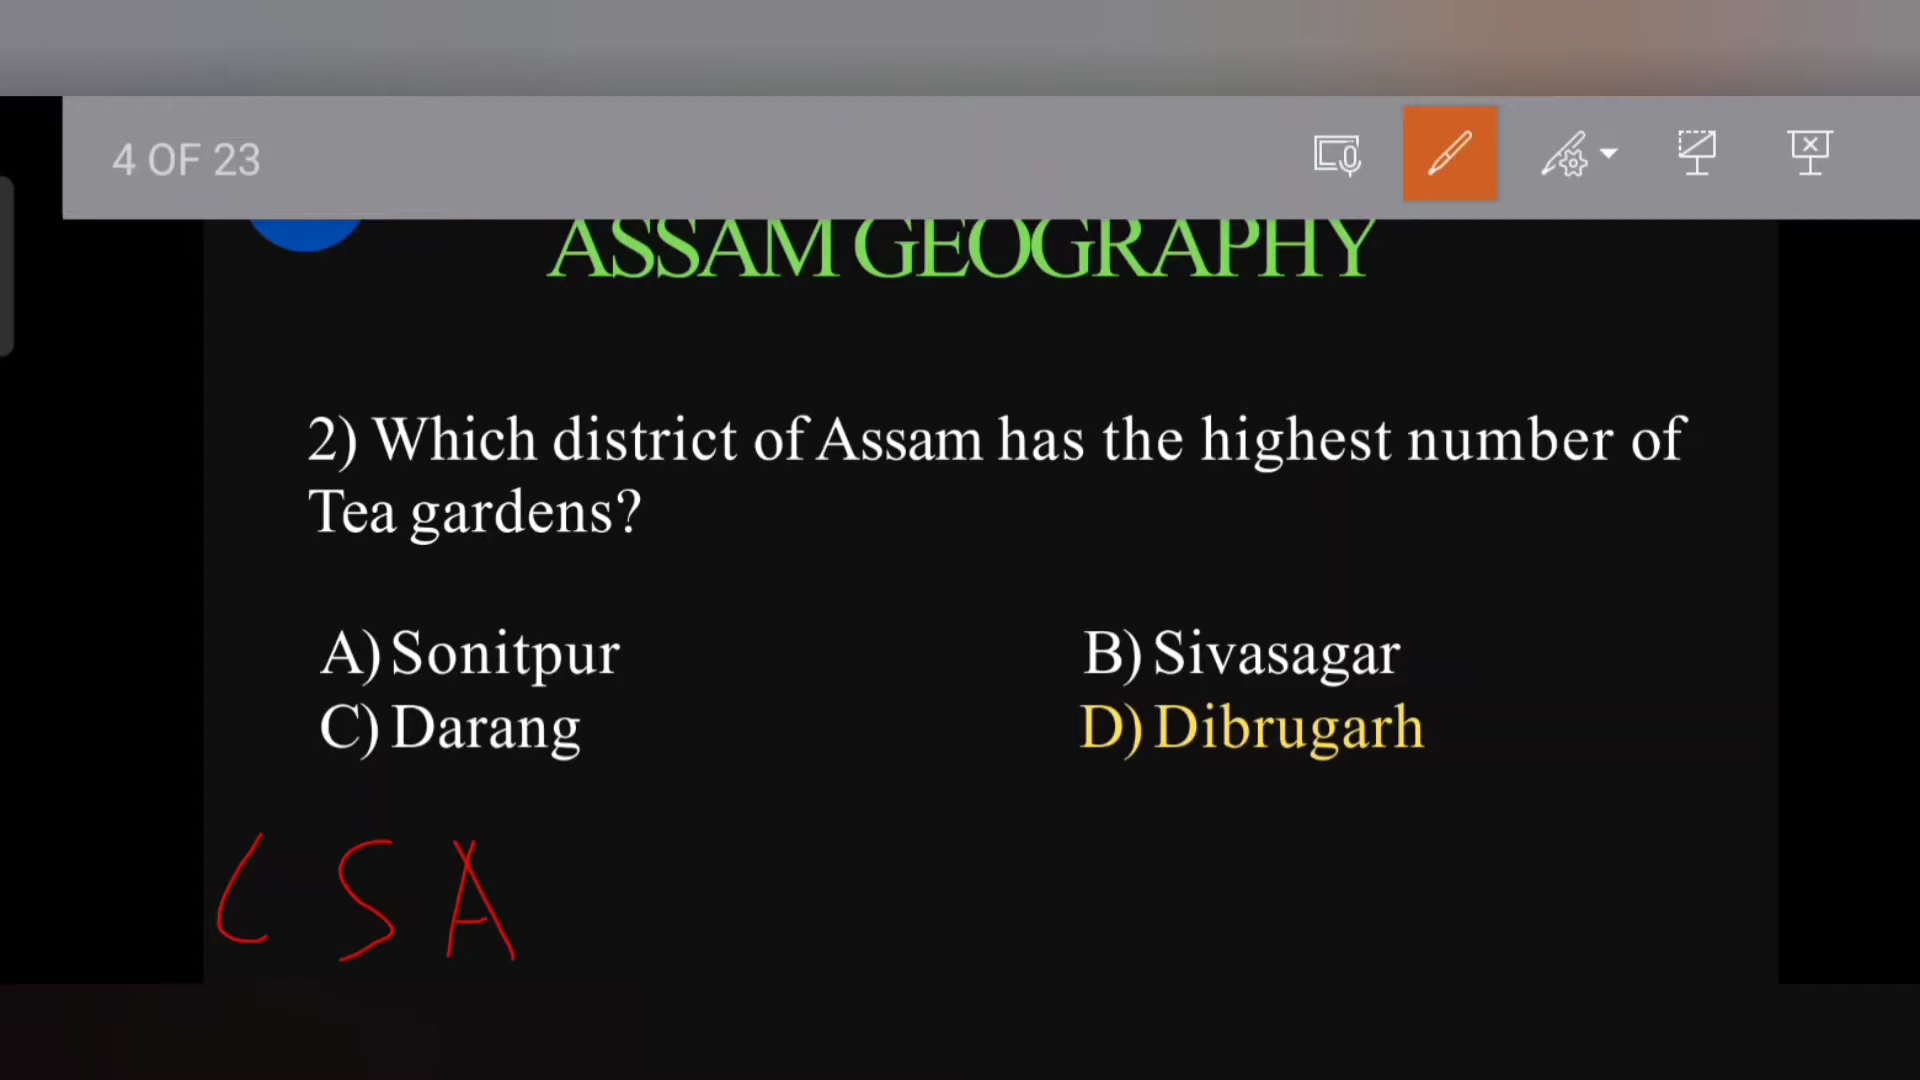 4 OF 23
ASSAM GEOGRAPHY
2) Which district of Assam has the highest number of
Tea gardens?
A) Sonitpur B) Sivasagar
C) Darang D) Dibrugarh
C S A